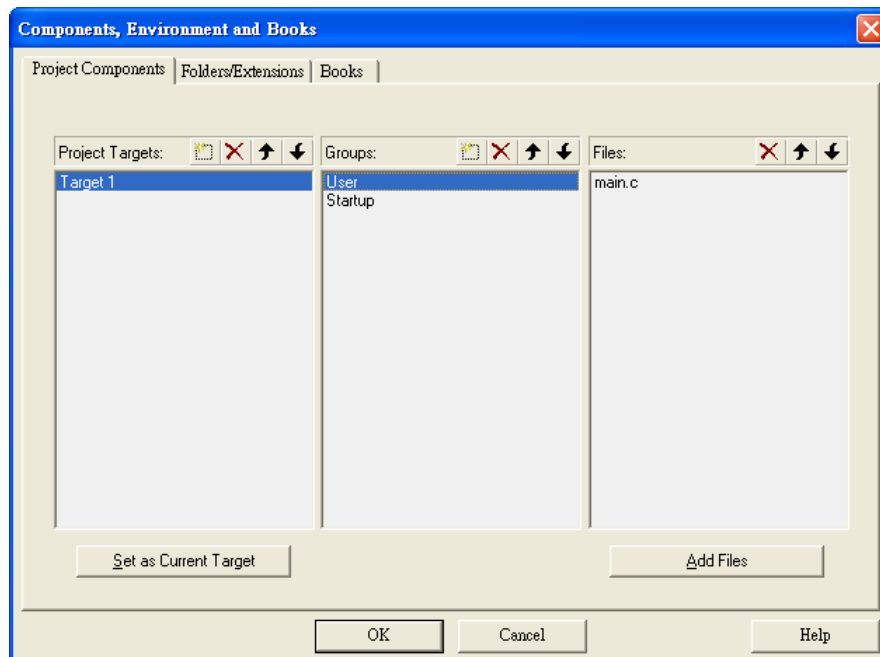 Components, Environment and Books
Project Components Folders/Extensions Books
Project Targets: Groups: Files:
Target 1 User main.c
Startup
Set as Current Target Add Files
OK Cancel Help